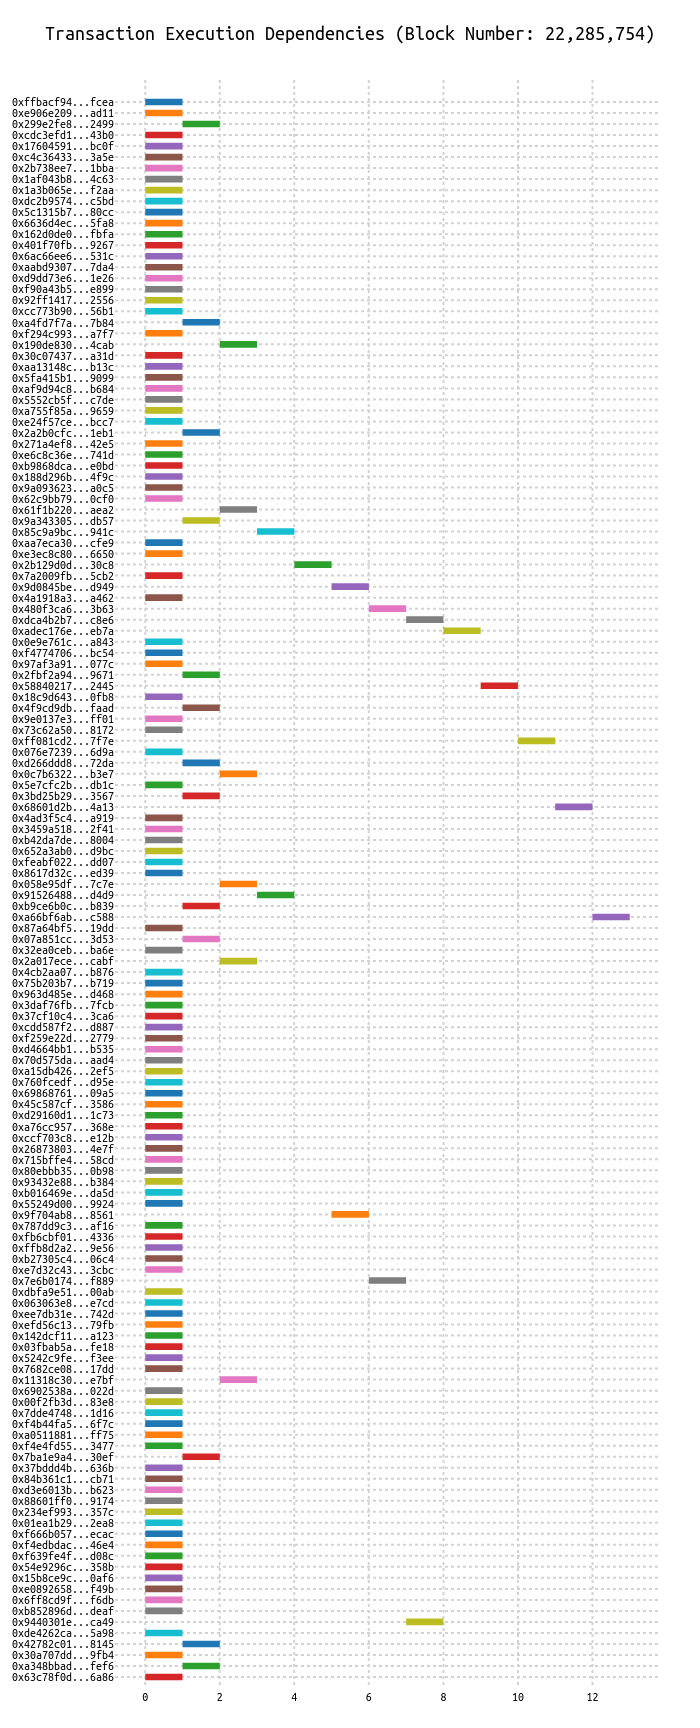 Transaction Execution Dependencies (Block Number: 22,285,754)
0xffbacf94...fcea
0xe906e209...ad11
0x299e2fe8...2499
0xcdc3efd1...43b0
0x17604591...bc0f
0xc4c36433...3a5e
0x2b738ee7...1bba
0x1af043b8...4c63
0x1a3b065e...f2aa
0xdc2b9574...c5bd
0x5c1315b7...80cc
0x6636d4ec...5fa8
0x162d0de0...fbfa
0x401f70fb...9267
0x6ac66ee6...531c
0xaabd9307...7da4
0xd9dd73e6...1e26
0xf90a43b5...e899
0x92ff1417...2556
0xcc773b90...56b1
0xa4fd7f7a...7b84
0xf294c993...a7f7
0x190de830...4cab
0x30c07437...a31d
0xaa13148c...b13c
0x5fa415b1...9099
0xaf9d94c8...b684
0x5552cb5f...c7de
0xa755f85a...9659
0xe24f57ce...bcc7
0x2a2b0cfc...1eb1
0x271a4ef8...42e5
0xe6c8c36e...741d
0xb9868dca...e0bd
0x188d296b...4f9c
0x9a093623...a0c5
0x62c9bb79...0cf0
0x61f1b220...aea2
0x9a343305...db57
0x85c9a9bc...941c
0xaa7eca30...cfe9
0xe3ec8c80...6650
0x2b129d0d...30c8
0x7a2009fb...5cb2
0x9d0845be...d949
0x4a1918a3...a462
0x480f3ca6...3b63
0xdca4b2b7...c8e6
0xadec176e...eb7a
0x0e9e761c...a843
0xf4774706...bc54
0x97af3a91...077c
0x2fbf2a94...9671
0x58840217...2445
0x18c9d643...0fb8
0x4f9cd9db...faad
0x9e0137e3...ff01
0x73c62a50...8172
0xff081cd2...7f7e
0x076e7239...6d9a
0xd266ddd8...72da
0x0c7b6322...b3e7
0x5e7cfc2b...db1c
0x3bd25b29...3567
0x68601d2b...4a13
0x4ad3f5c4...a919
0x3459a518...2f41
0xb42da7de...8004
0x652a3ab0...d9bc
0xfeabf022...dd07
0x8617d32c...ed39
0x058e95df...7c7e
0x91526488...d4d9
0xb9ce6b0c...b839
0xa66bf6ab...c588
0x87a64bf5...19dd
0x07a851cc...3d53
0x32ea0ceb...ba6e
0x2a017ece...cabf
0x4cb2aa07...b876
0x75b203b7...b719
0x963d485e...d468
0x3daf76fb...7fcb
0x37cf10c4...3ca6
0xcdd587f2...d887
0xf259e22d...2779
0xd4664bb1...b535
0x70d575da...aad4
0xa15db426...2ef5
0x760fcedf...d95e
0x69868761...09a5
0x45c587cf...3586
0xd29160d1...1c73
0xa76cc957...368e
0xccf703c8...e12b
0x26873803...4e7f
0x715bffe4...58cd
0x80ebbb35...0b98
0x93432e88...b384
0xb016469e...da5d
0x55249d00...9924
0x9f704ab8...8561
0x787dd9c3...af16
0xfb6cbf01...4336
0xffb8d2a2...9e56
0xb27305c4...06c4
0xe7d32c43...3cbc
0x7e6b0174...f889
0xdbfa9e51...00ab
0x063063e8...e7cd
0xee7db31e...742d
0xefd56c13...79fb
0x142dcf11...a123
0x03fbab5a...fe18
0x5242c9fe...f3ee
0x7682ce08...17dd
0x11318c30...e7bf
0x6902538a...022d
0x00f2fb3d...83e8
0x7dde4748...1d16
0xf4b44fa5...6f7c
0xa0511881...ff75
0xf4e4fd55...3477
0x7ba1e9a4...30ef
0x37bddd4b...636b
0x84b361c1...cb71
0xd3e6013b...b623
0x88601ff0...9174
0x234ef993...357c
0x01ea1b29...2ea8
0xf666b057...ecac
0xf4edbdac...46e4
0xf639fe4f...d08c
0x54e9296c...358b
0x15b8ce9c...0af6
0xe0892658...f49b
0x6ff8cd9f...f6db
0xb852896d...deaf
0x9440301e...ca49
0xde4262ca...5a98
0x42782c01...8145
0x30a707dd...9fb4
0xa348bbad...fef6
0x63c78f0d...6a86
0 2 4 6 8 10 12